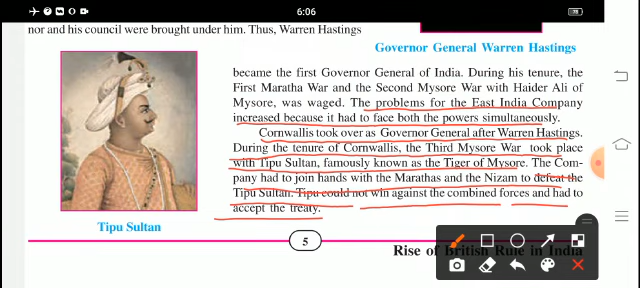 6:06
nor and his council were brought under him. Thus, Warren Hastings
Governor General Warren Hastings
became the first Governor General of India. During his tenure, the
First Maratha War and the Second Mysore War with Haider Ali of
Mysore, was waged. The problems for the East India Company
increased because it had to face both the powers simultaneously.
Cornwallis took over as Governor General after Warren Hastings.
During the tenure of Cornwallis, the Third Mysore War took place
with Tipu Sultan, famously known as the Tiger of Mysore. The Com-
pany had to join hands with the Marathas and the Nizam to defeat the
Tipu Sultan. Tipu could not win against the combined forces and had to
accept the treaty.
Tipu Sultan
5
Rise of British Rule in India